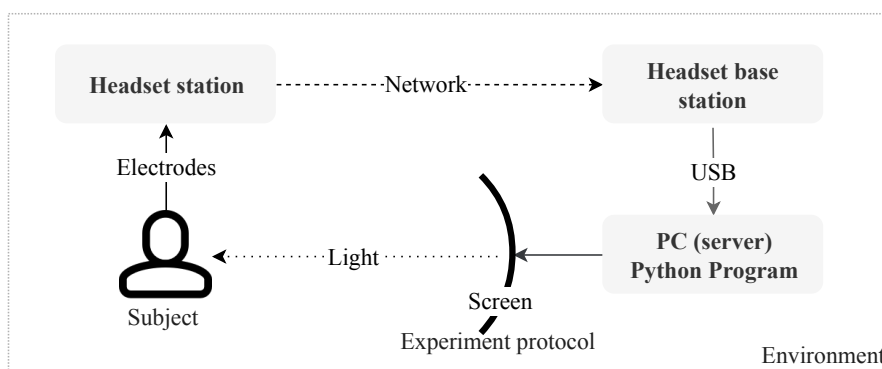 Headset station
Network
Headset base
station
Electrodes
USB
Light
PC (server)
Python Program
Screen
Subject
Experiment protocol
Environment